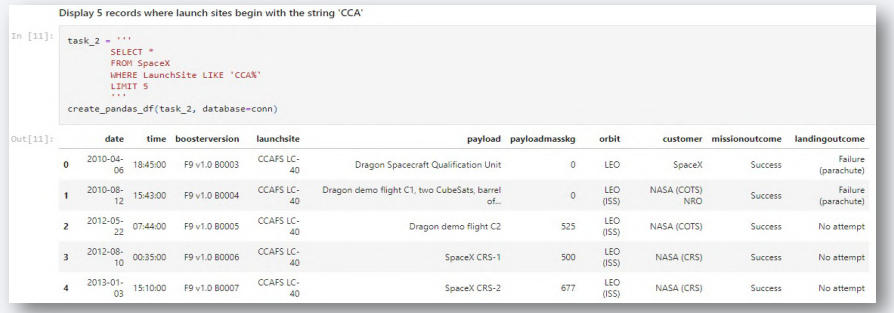 Display 5 records where launch sites begin with the string 'CCA'
In [11]: task_2 = '''
SELECT *
FROM SpaceX
WHERE LaunchSite LIKE 'CCA%'
LIMIT 5
'''
create_pandas_df(task_2, database=conn)
Out[11]: date time boosterversion launchsite payload payloadmasskg orbit customer missionoutcome landingoutcome
0 2010-04-06 18:45:00 F9 v1.0 B0003 CCAFS LC-40 Dragon Spacecraft Qualification Unit 0 LEO SpaceX Success Failure (parachute)
1 2010-08-12 15:43:00 F9 v1.0 B0004 CCAFS LC-40 Dragon demo flight C1, two CubeSats, barrel of... 0 LEO (ISS) NASA (COTS) NRO Success Failure (parachute)
2 2012-05-22 07:44:00 F9 v1.0 B0005 CCAFS LC-40 Dragon demo flight C2 525 LEO (ISS) NASA (COTS) Success No attempt
3 2012-08-10 00:35:00 F9 v1.0 B0006 CCAFS LC-40 SpaceX CRS-1 500 LEO (ISS) NASA (CRS) Success No attempt
4 2013-01-03 15:10:00 F9 v1.0 B0007 CCAFS LC-40 SpaceX CRS-2 677 LEO (ISS) NASA (CRS) Success No attempt